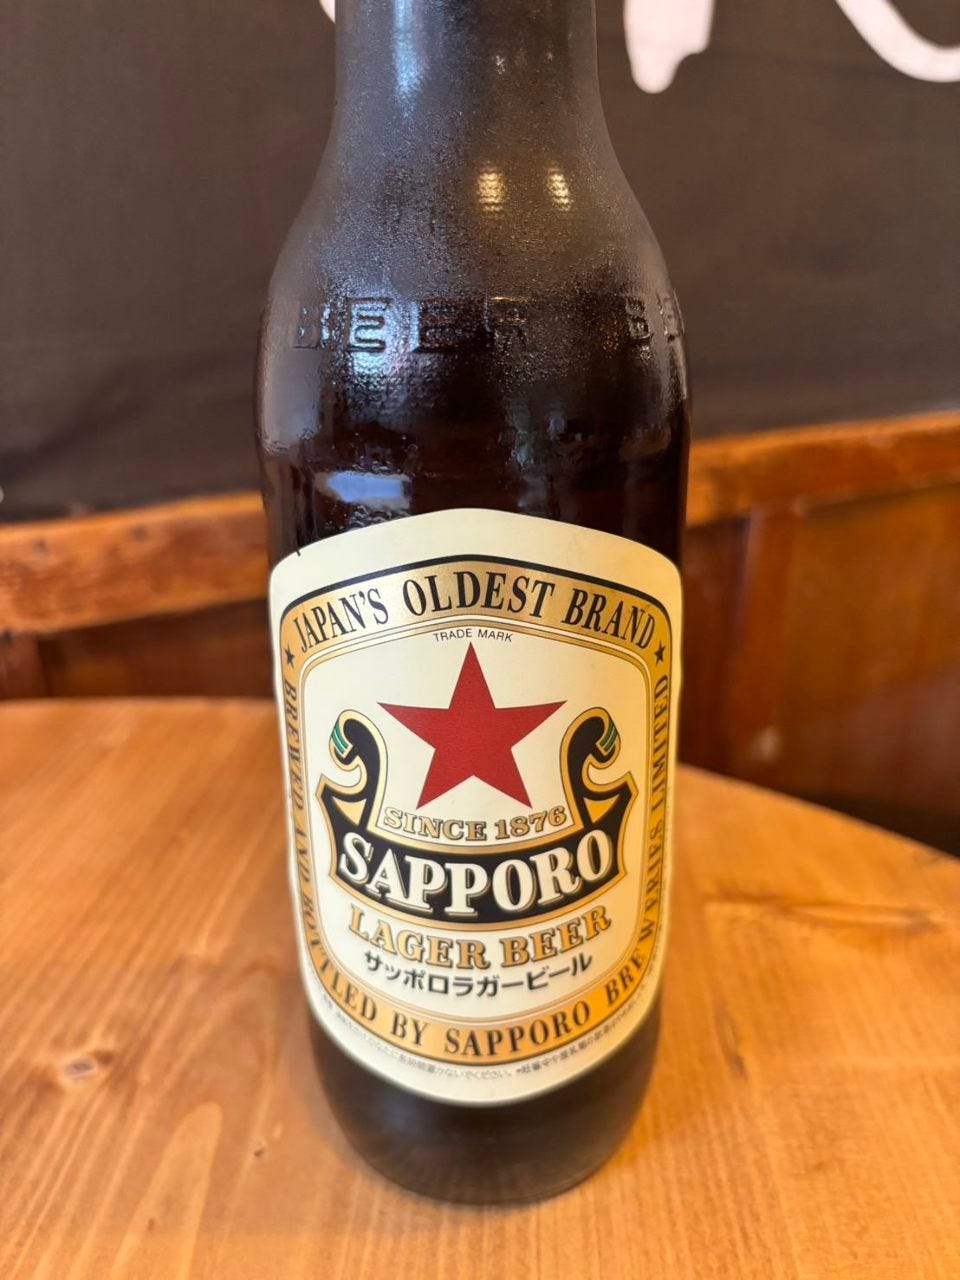 BEER BE
★ JAPAN'S OLDEST BRAND ★
TRADE MARK
SINCE 1876
SAPPORO
LAGER BEER
サッポロラガービール
BREWED AND BOTTLED BY SAPPORO BREWERIES LIMITED